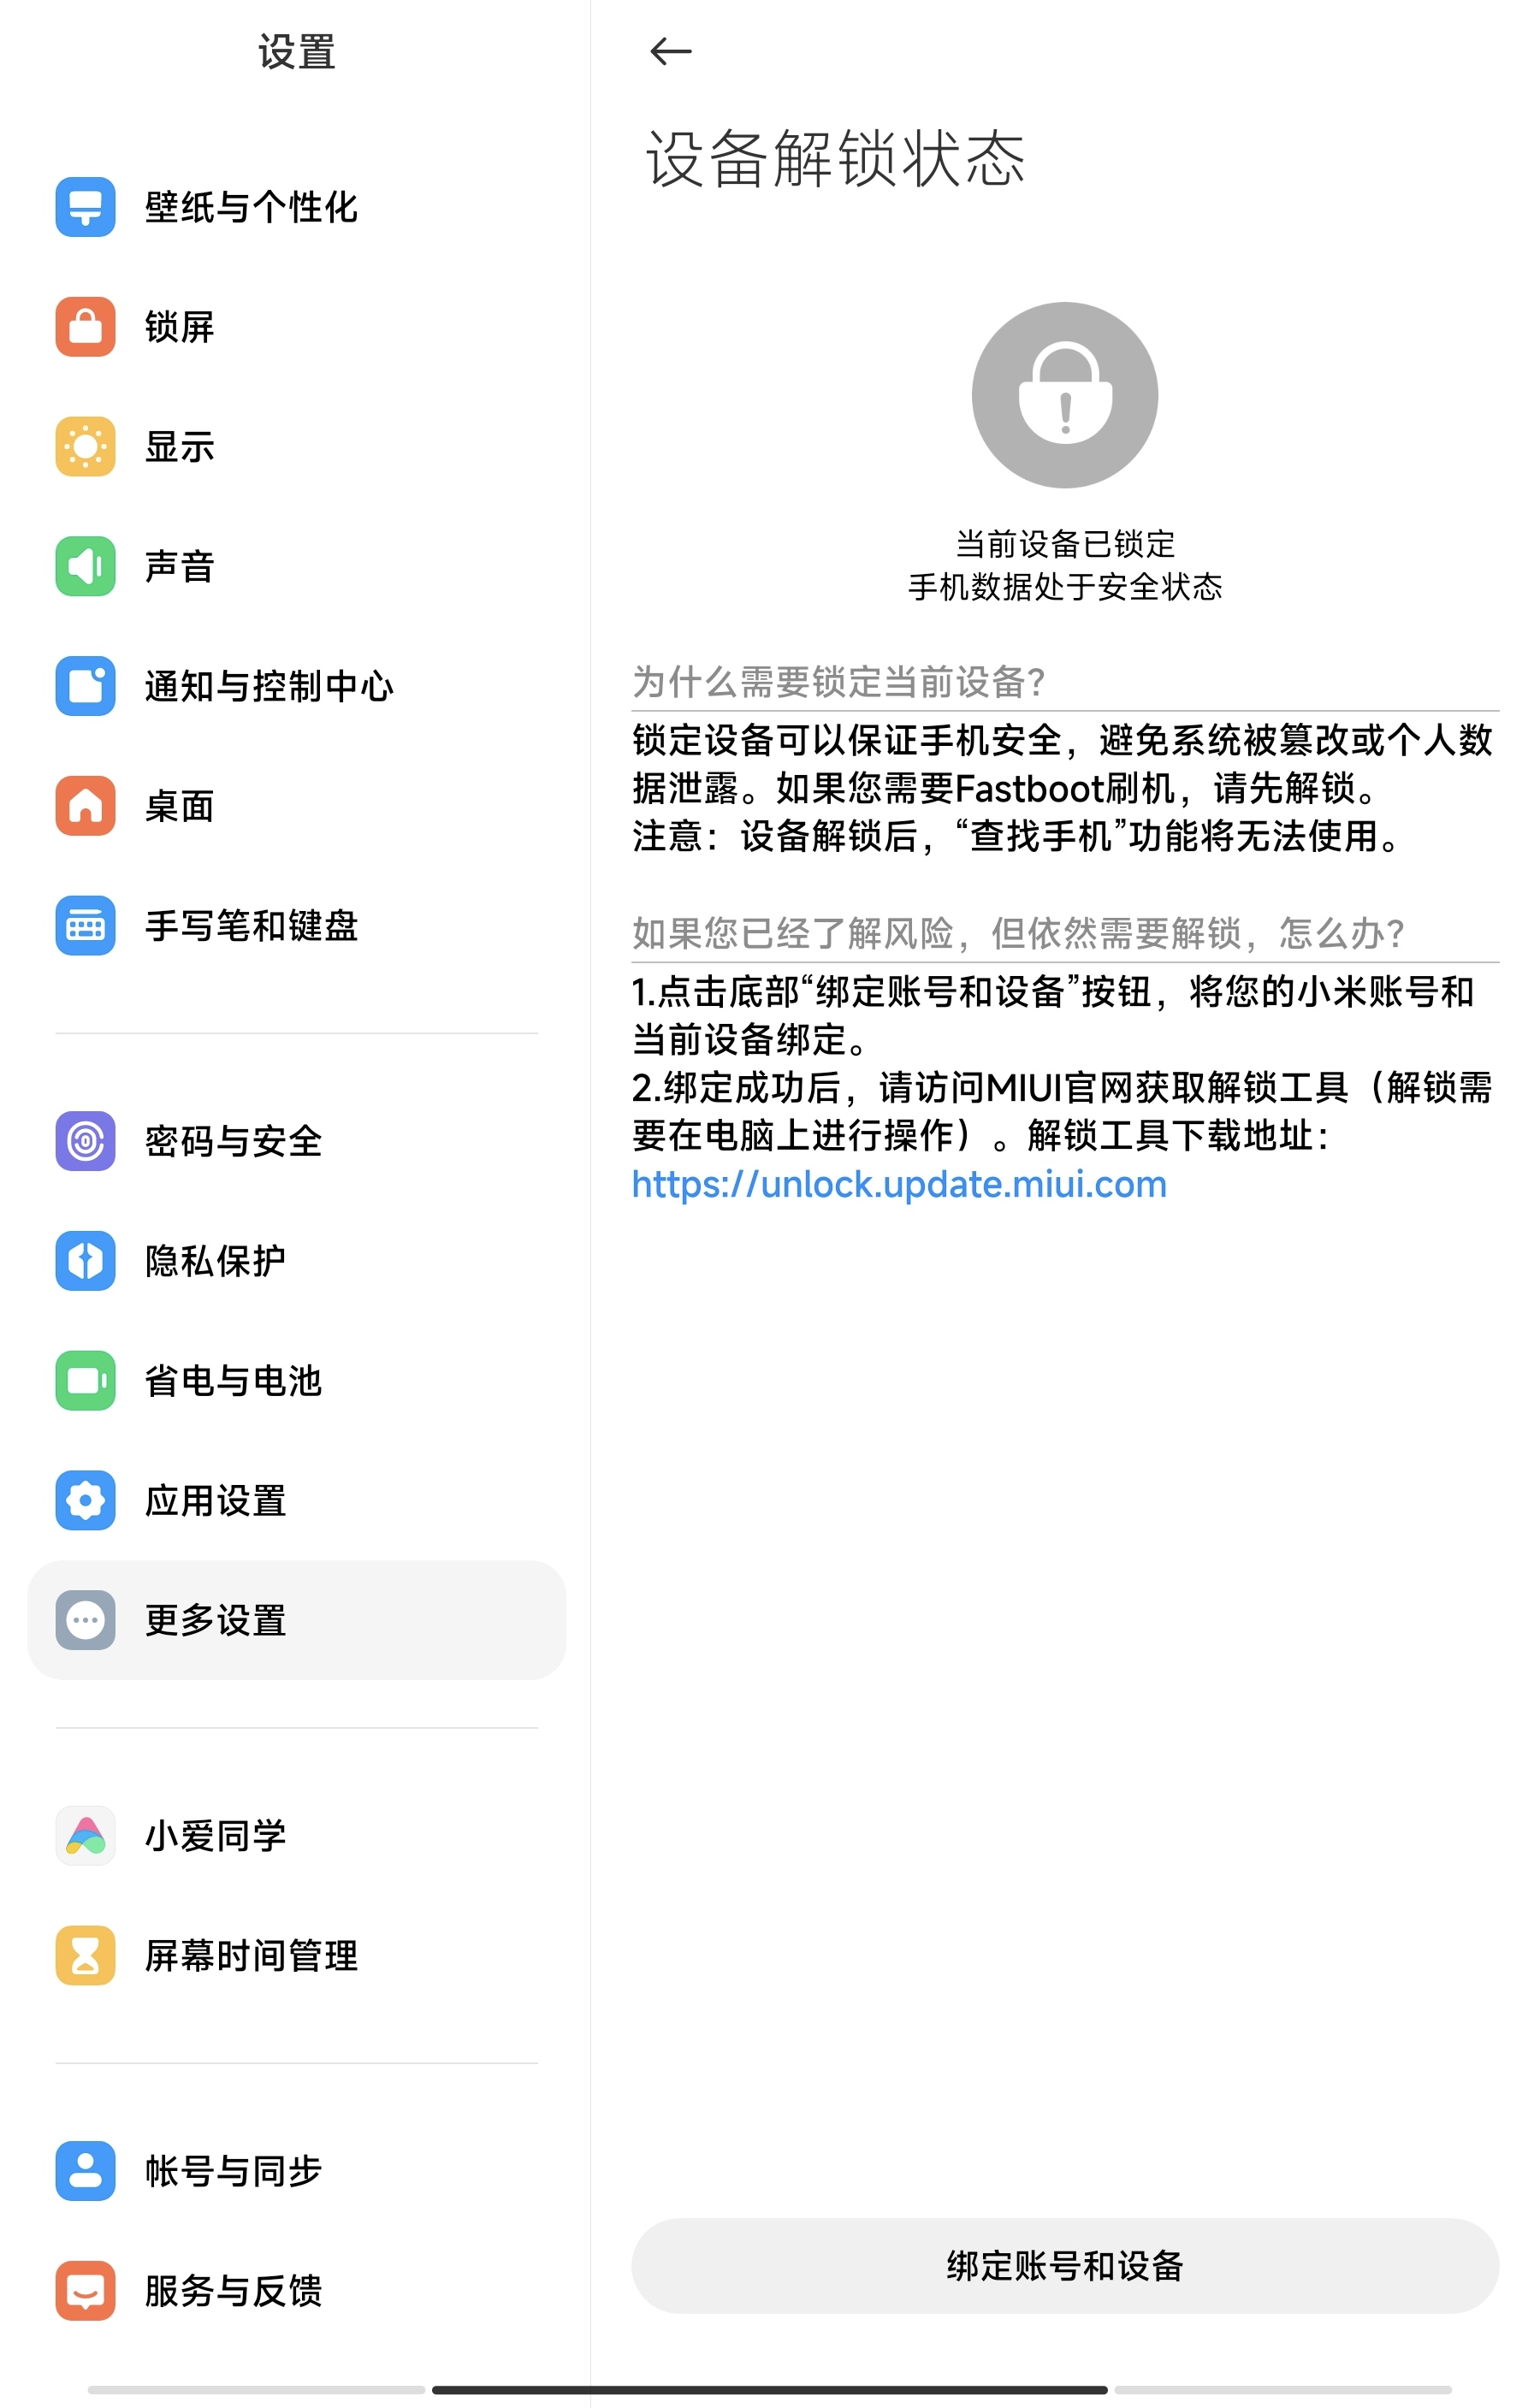 设置
壁纸与个性化
锁屏
显示
声音
通知与控制中心
桌面
手写笔和键盘
密码与安全
隐私保护
省电与电池
应用设置
更多设置
小爱同学
屏幕时间管理
帐号与同步
服务与反馈
设备解锁状态
当前设备已锁定
手机数据处于安全状态
为什么需要锁定当前设备?
锁定设备可以保证手机安全，避免系统被篡改或个人数
据泄露。如果您需要Fastboot刷机，请先解锁。
注意：设备解锁后，“查找手机”功能将无法使用。
如果您已经了解风险，但依然需要解锁，怎么办?
1.点击底部“绑定账号和设备”按钮，将您的小米账号和
当前设备绑定。
2.绑定成功后，请访问MIUI官网获取解锁工具（解锁需
要在电脑上进行操作）。解锁工具下载地址：
https://unlock.update.miui.com
绑定账号和设备